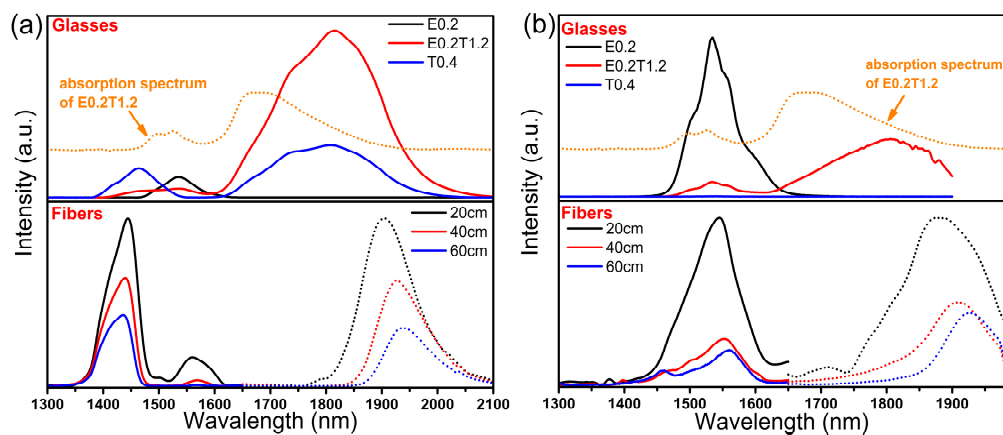 (a)
Glasses
E0.2
E0.2T1.2
T0.4
absorption spectrum
of E0.2T1.2
Fibers
20cm
40cm
60cm
Intensity (a.u.)
1300 1400 1500 1600 1700 1800 1900 2000 2100
Wavelength (nm)
(b)
Glasses
E0.2
E0.2T1.2
T0.4
absorption spectrum
of E0.2T1.2
Fibers
20cm
40cm
60cm
Intensity (a.u.)
1300 1400 1500 1600 1700 1800 1900
Wavelength (nm)